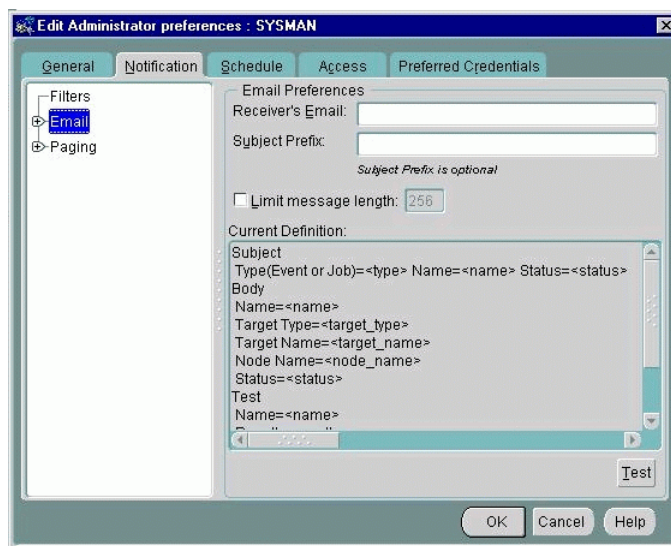 Edit Administrator preferences : SYSMAN
General Notification Schedule Access Preferred Credentials
Filters
Email
Paging
Email Preferences
Receiver's Email:
Subject Prefix:
Subject Prefix is optional
Limit message length: 256
Current Definition:
Subject
Type(Event or Job)=<type> Name=<name> Status=<status>
Body
Name=<name>
Target Type=<target_type>
Target Name=<target_name>
Node Name=<node_name>
Status=<status>
Test
Name=<name>
Test
OK Cancel Help